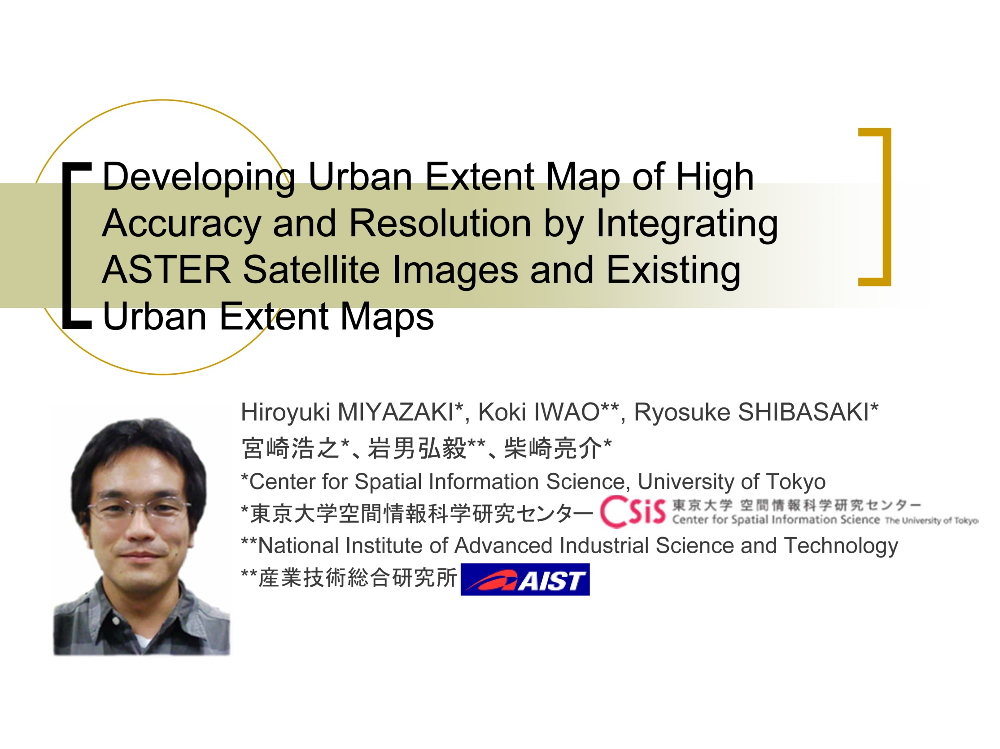 Developing Urban Extent Map of High
Accuracy and Resolution by Integrating
ASTER Satellite Images and Existing
Urban Extent Maps
Hiroyuki MIYAZAKI*, Koki IWAO**, Ryosuke SHIBASAKI*
宮崎浩之*、岩男弘毅**、柴崎亮介*
*Center for Spatial Information Science, University of Tokyo
*東京大学空間情報科学研究センター
CSiS 東京大学 空間情報科学研究センター
Center for Spatial Information Science The University of Tokyo
**National Institute of Advanced Industrial Science and Technology
**産業技術総合研究所
AIST